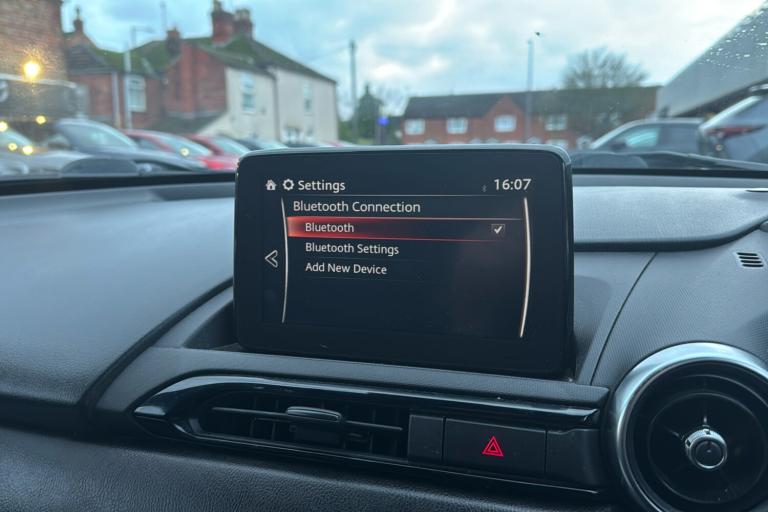 Settings 16:07
Bluetooth Connection
Bluetooth
Bluetooth Settings
Add New Device